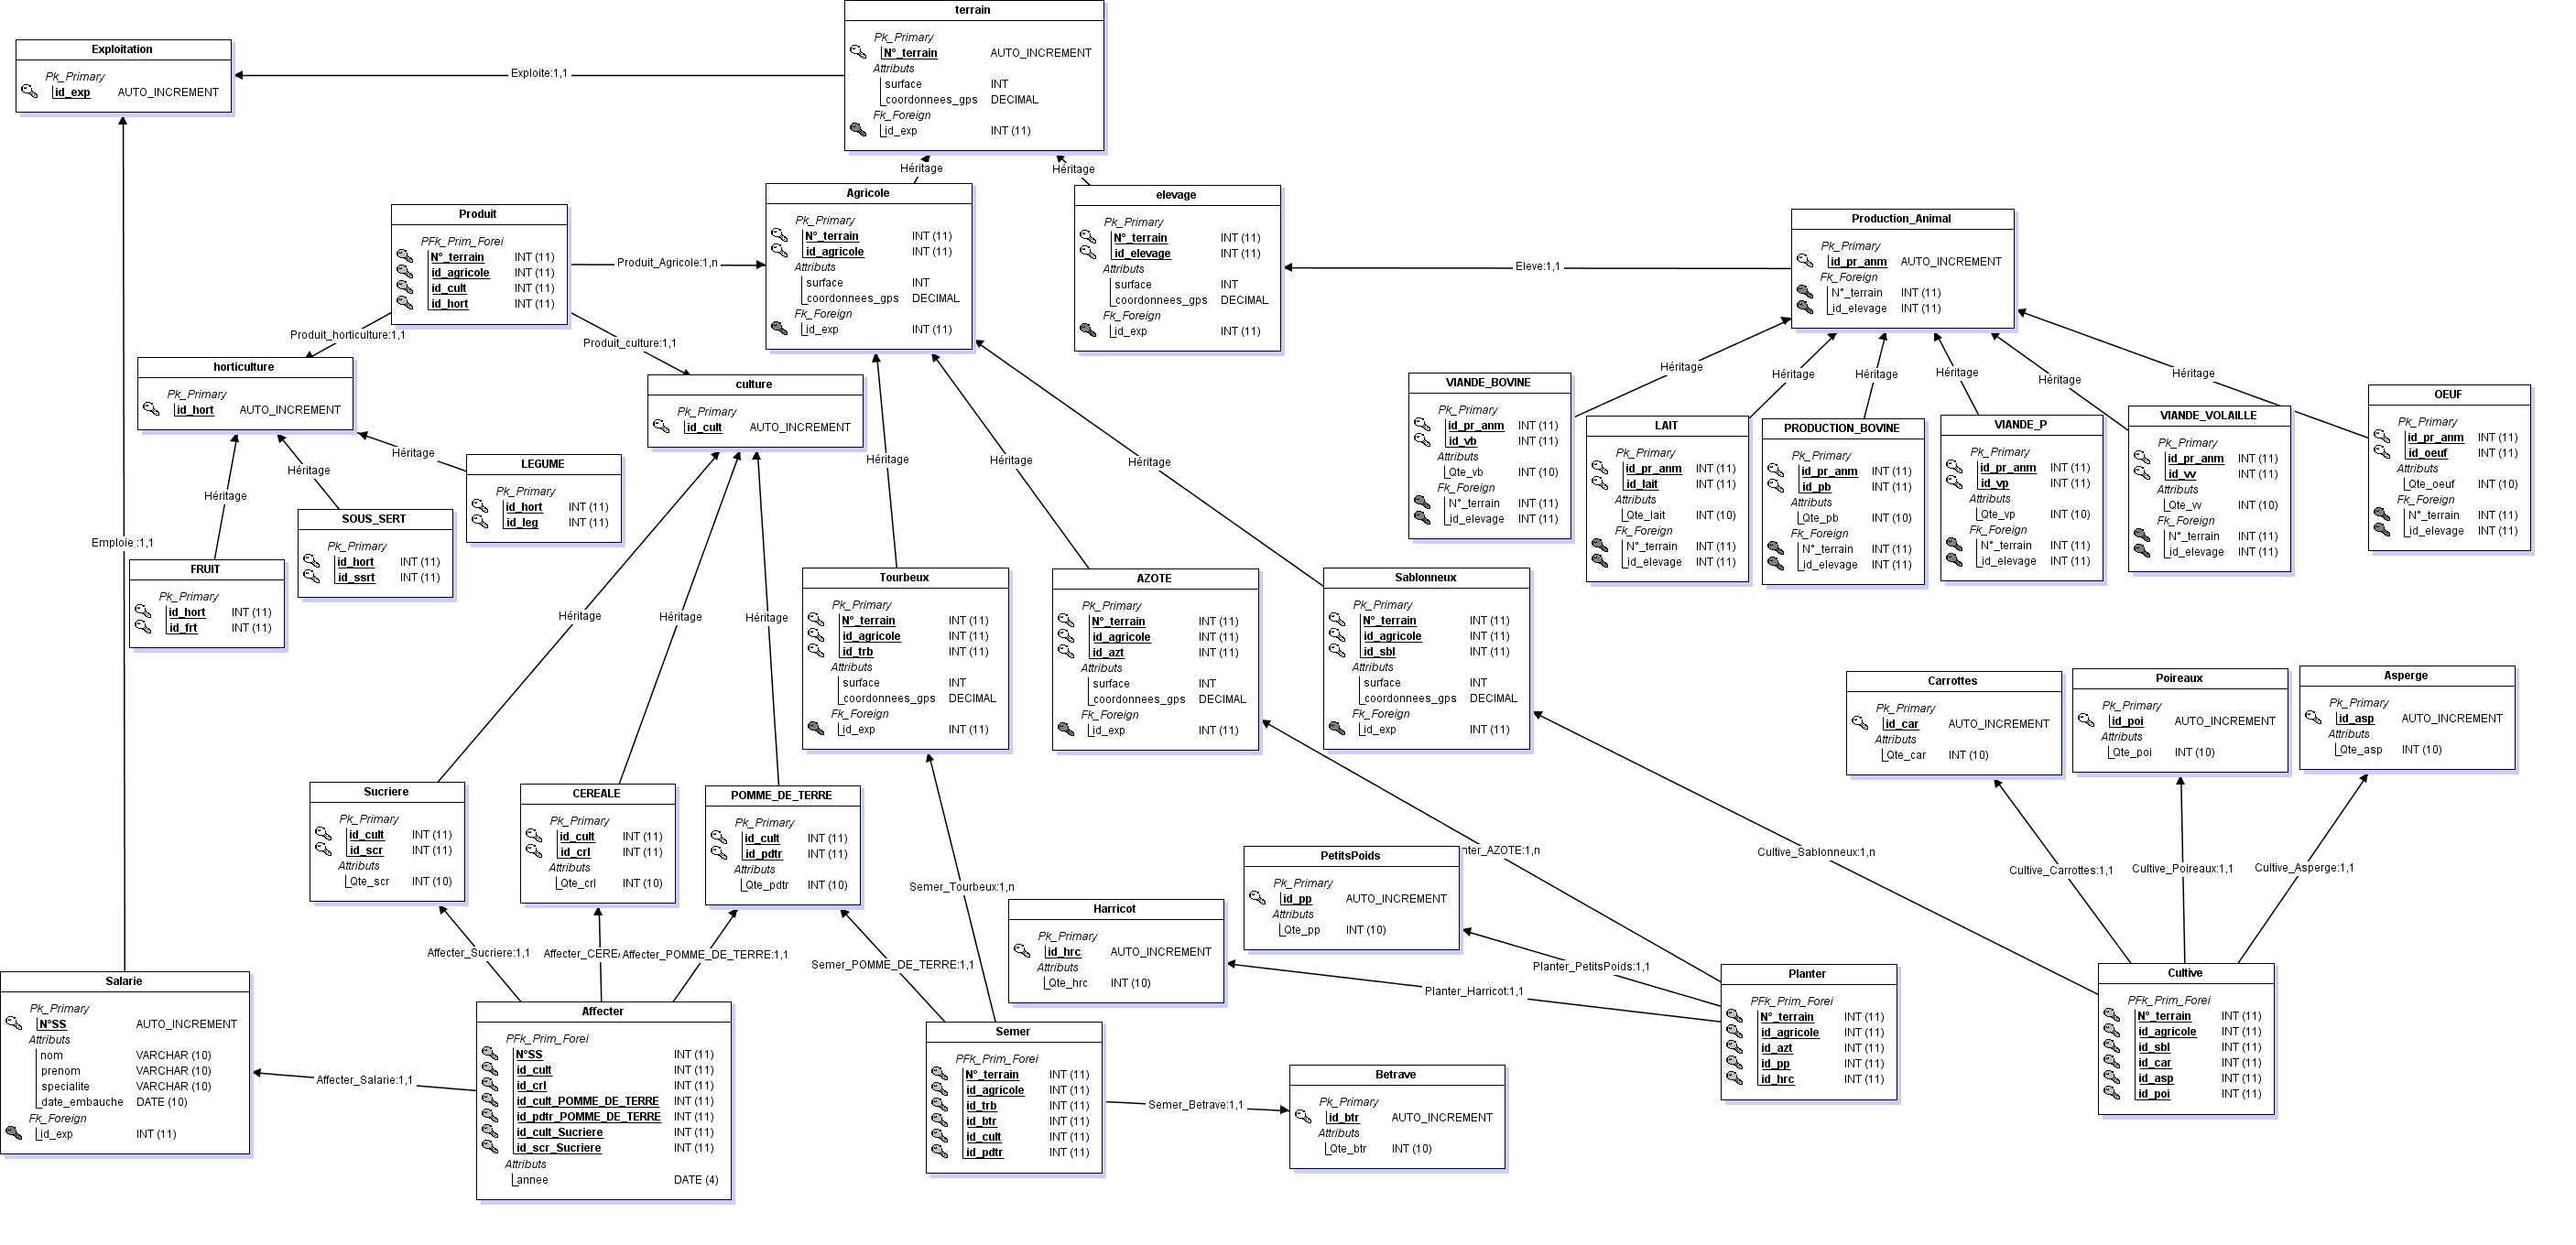 terrain
Pk_Primary
N°_terrain AUTO_INCREMENT
Attributs
surface INT
coordonnees_gps DECIMAL
Fk_Foreign
id_exp INT (11)
Exploitation
Pk_Primary
id_exp AUTO_INCREMENT
Exploite:1,1
Héritage
Héritage
Produit
PFk_Prim_Forei
N°_terrain INT (11)
id_agricole INT (11)
id_cult INT (11)
id_hort INT (11)
Produit_Agricole:1,n
Agricole
Pk_Primary
N°_terrain INT (11)
id_agricole INT (11)
Attributs
surface INT
coordonnees_gps DECIMAL
Fk_Foreign
id_exp INT (11)
elevage
Pk_Primary
N°_terrain INT (11)
id_elevage INT (11)
Attributs
surface INT
coordonnees_gps DECIMAL
Fk_Foreign
id_exp INT (11)
Eleve:1,1
Production_Animal
Pk_Primary
id_pr_anm AUTO_INCREMENT
Fk_Foreign
N°_terrain INT (11)
id_elevage INT (11)
Produit_horticulture:1,1
Produit_culture:1,1
horticulture
Pk_Primary
id_hort AUTO_INCREMENT
culture
Pk_Primary
id_cult AUTO_INCREMENT
Héritage
Héritage
Héritage
Héritage
Héritage
Héritage
VIANDE_BOVINE
Pk_Primary
id_pr_anm INT (11)
id_vb INT (11)
Attributs
Qte_vb INT (10)
Fk_Foreign
N°_terrain INT (11)
id_elevage INT (11)
LAIT
Pk_Primary
id_pr_anm INT (11)
id_lait INT (11)
Attributs
Qte_lait INT (10)
Fk_Foreign
N°_terrain INT (11)
id_elevage INT (11)
PRODUCTION_BOVINE
Pk_Primary
id_pr_anm INT (11)
id_pb INT (11)
Attributs
Qte_pb INT (10)
Fk_Foreign
N°_terrain INT (11)
id_elevage INT (11)
VIANDE_P
Pk_Primary
id_pr_anm INT (11)
id_vp INT (11)
Attributs
Qte_vp INT (10)
Fk_Foreign
N°_terrain INT (11)
id_elevage INT (11)
VIANDE_VOLAILLE
Pk_Primary
id_pr_anm INT (11)
id_vv INT (11)
Attributs
Qte_vv INT (10)
Fk_Foreign
N°_terrain INT (11)
id_elevage INT (11)
OEUF
Pk_Primary
id_pr_anm INT (11)
id_oeuf INT (11)
Attributs
Qte_oeuf INT (10)
Fk_Foreign
N°_terrain INT (11)
id_elevage INT (11)
Héritage
Héritage
Héritage
LEGUME
Pk_Primary
id_hort INT (11)
id_leg INT (11)
SOUS_SERT
Pk_Primary
id_hort INT (11)
id_ssrt INT (11)
FRUIT
Pk_Primary
id_hort INT (11)
id_frt INT (11)
Emploie :1,1
Héritage
Héritage
Héritage
Héritage
Héritage
Héritage
Tourbeux
Pk_Primary
N°_terrain INT (11)
id_agricole INT (11)
id_trb INT (11)
Attributs
surface INT
coordonnees_gps DECIMAL
Fk_Foreign
id_exp INT (11)
AZOTE
Pk_Primary
N°_terrain INT (11)
id_agricole INT (11)
id_azt INT (11)
Attributs
surface INT
coordonnees_gps DECIMAL
Fk_Foreign
id_exp INT (11)
Sablonneux
Pk_Primary
N°_terrain INT (11)
id_agricole INT (11)
id_sbl INT (11)
Attributs
surface INT
coordonnees_gps DECIMAL
Fk_Foreign
id_exp INT (11)
Carrottes
Pk_Primary
id_car AUTO_INCREMENT
Attributs
Qte_car INT (10)
Poireaux
Pk_Primary
id_poi AUTO_INCREMENT
Attributs
Qte_poi INT (10)
Asperge
Pk_Primary
id_asp AUTO_INCREMENT
Attributs
Qte_asp INT (10)
Sucriere
Pk_Primary
id_cult INT (11)
id_scr INT (11)
Attributs
Qte_scr INT (10)
CEREALE
Pk_Primary
id_cult INT (11)
id_crl INT (11)
Attributs
Qte_crl INT (10)
POMME_DE_TERRE
Pk_Primary
id_cult INT (11)
id_pdtr INT (11)
Attributs
Qte_pdtr INT (10)
Semer_Tourbeux:1,n
PetitsPoids
Pk_Primary
id_pp AUTO_INCREMENT
Attributs
Qte_pp INT (10)
nter_AZOTE:1,n
Cultive_Sablonneux:1,n
Cultive_Carrottes:1,1
Cultive_Poireaux:1,1
Cultive_Asperge:1,1
Harricot
Pk_Primary
id_hrc AUTO_INCREMENT
Attributs
Qte_hrc INT (10)
Affecter_Sucriere:1,1
Affecter_CERE
Affecter_POMME_DE_TERRE:1,1
Semer_POMME_DE_TERRE:1,1
Planter_PetitsPoids:1,1
Planter_Harricot:1,1
Salarie
Pk_Primary
N°SS AUTO_INCREMENT
Attributs
nom VARCHAR (10)
prenom VARCHAR (10)
specialite VARCHAR (10)
date_embauche DATE (10)
Fk_Foreign
id_exp INT (11)
Affecter_Salarie:1,1
Affecter
PFk_Prim_Forei
N°SS INT (11)
id_cult INT (11)
id_crl INT (11)
id_cult_POMME_DE_TERRE INT (11)
id_pdtr_POMME_DE_TERRE INT (11)
id_cult_Sucriere INT (11)
id_scr_Sucriere INT (11)
Attributs
annee DATE (4)
Semer
PFk_Prim_Forei
N°_terrain INT (11)
id_agricole INT (11)
id_trb INT (11)
id_btr INT (11)
id_cult INT (11)
id_pdtr INT (11)
Semer_Betrave:1,1
Betrave
Pk_Primary
id_btr AUTO_INCREMENT
Attributs
Qte_btr INT (10)
Planter
PFk_Prim_Forei
N°_terrain INT (11)
id_agricole INT (11)
id_azt INT (11)
id_pp INT (11)
id_hrc INT (11)
Cultive
PFk_Prim_Forei
N°_terrain INT (11)
id_agricole INT (11)
id_sbl INT (11)
id_car INT (11)
id_asp INT (11)
id_poi INT (11)